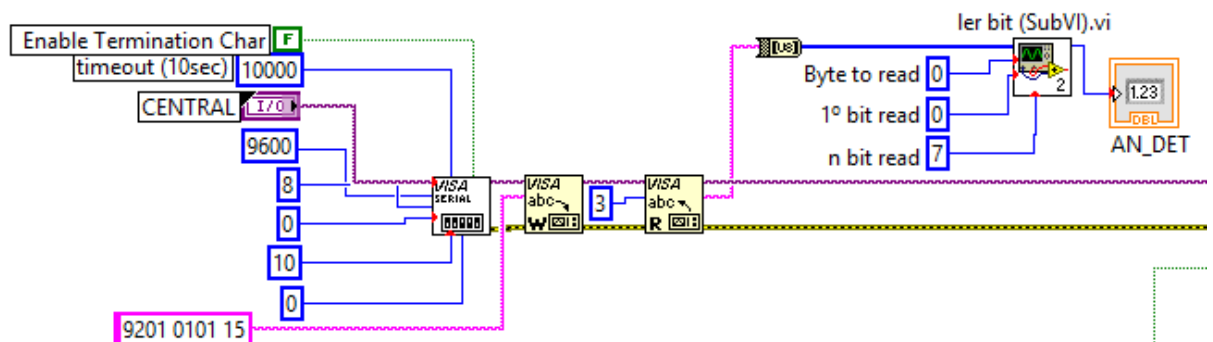 ler bit (SubVI).vi
Enable Termination Char F
timeout (10sec) 10000
CENTRAL I/O
9600
8
0
10
0
9201 0101 15
VISA
SERIAL
VISA
abc
W
3
VISA
abc
R
[U8]
Byte to read 0
1º bit read 0
n bit read 7
2
1.23
DBL
AN_DET